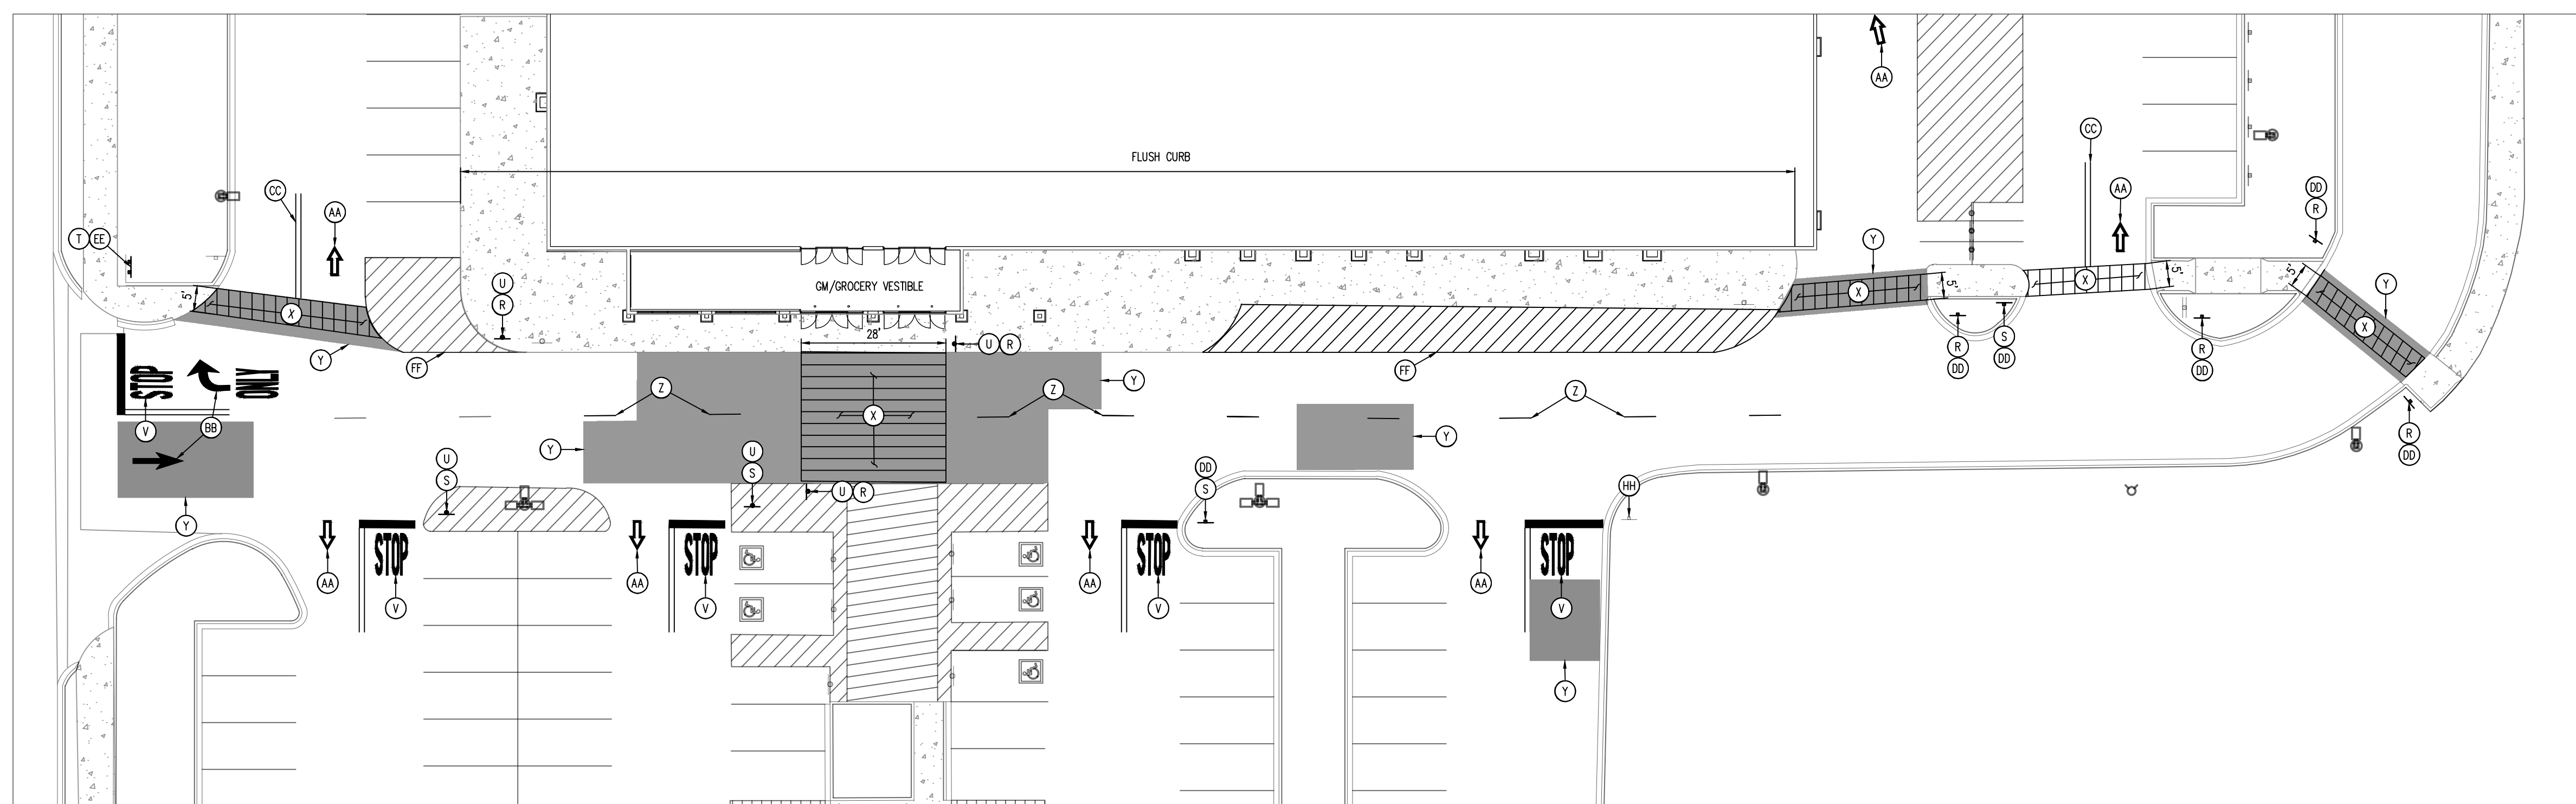 AA
CC
FLUSH CURB
CC
AA
AA
DD
R
T
EE
U
R
GM/GROCERY VESTIBLE
Y
5'
X
28'
U
R
X
5'
X
5'
5'
X
Y
Y
FF
FF
R
DD
S
DD
R
DD
STOP
ONLY
V
BB
Z
X
Z
Y
Z
Y
Y
R
DD
U
S
U
S
U
R
DD
S
HH
Y
STOP
STOP
STOP
STOP
AA
AA
AA
AA
V
V
V
V
Y